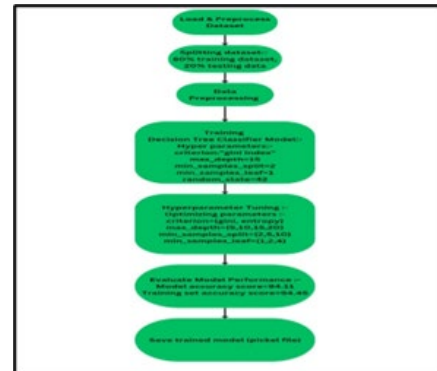 Load & Preprocess
Dataset
Splitting dataset:-
80% training dataset,
20% testing data
Data
Preprocessing
Training
Decision Tree Classifier Model:-
Hyper parameters:-
criterion:"gini index"
max_depth=15
min_samples_split=2
min_samples_leaf=1
random_state=42
Hyperparameter Tuning :-
Optimizing parameters :-
criterion=[gini, entropy]
max_depth=[5,10,15,20]
min_samples_split=[2,5,10]
min_samples_leaf=[1,2,4]
Evaluate Model Performance :-
Model accuracy score=94.11
Training set accuracy score=94.46
Save trained model (pickel file)